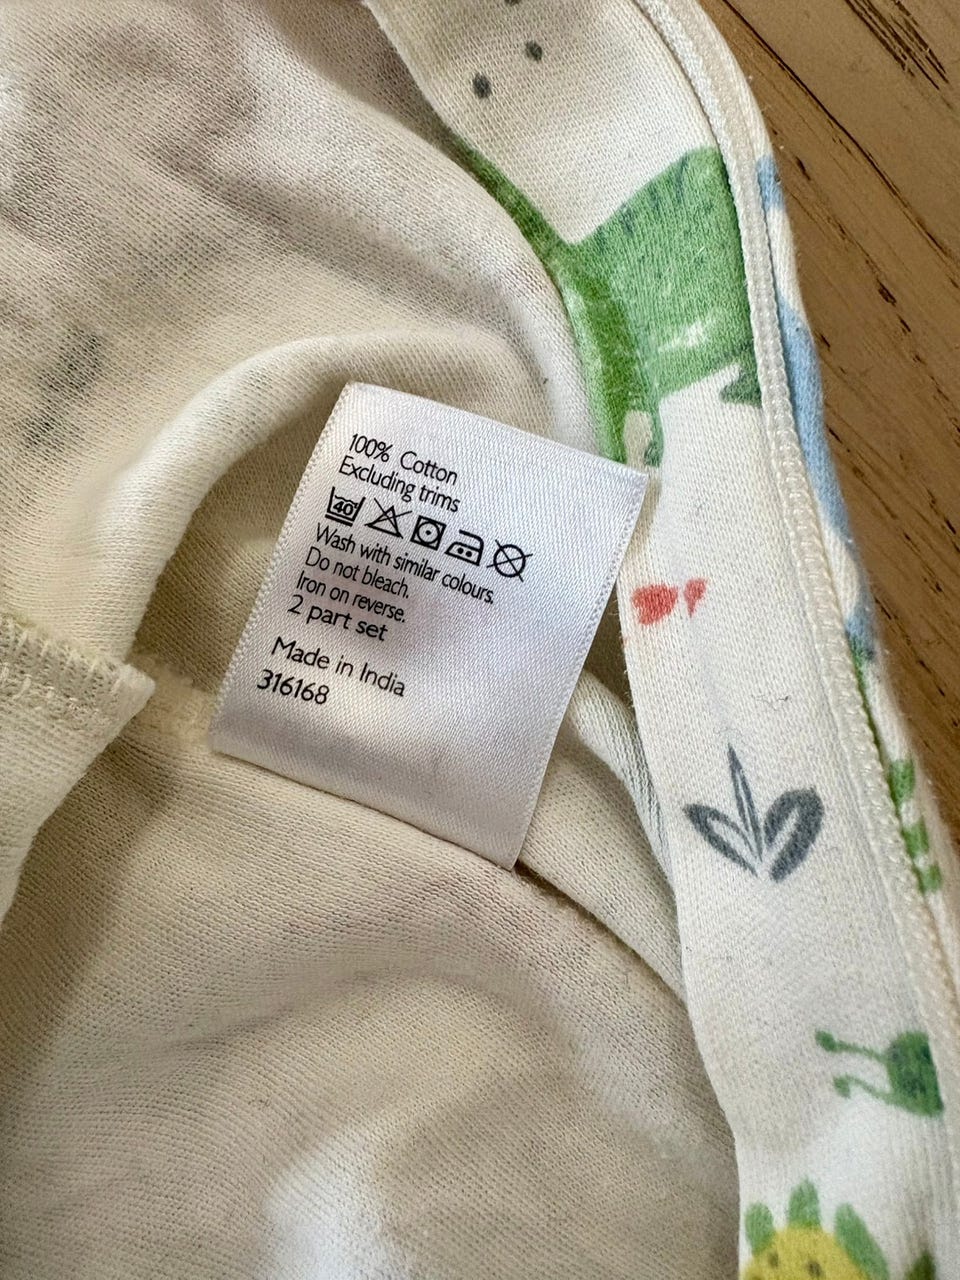 100% Cotton
Excluding trims
40
Wash with similar colours.
Do not bleach.
Iron on reverse.
2 part set
Made in India
316168